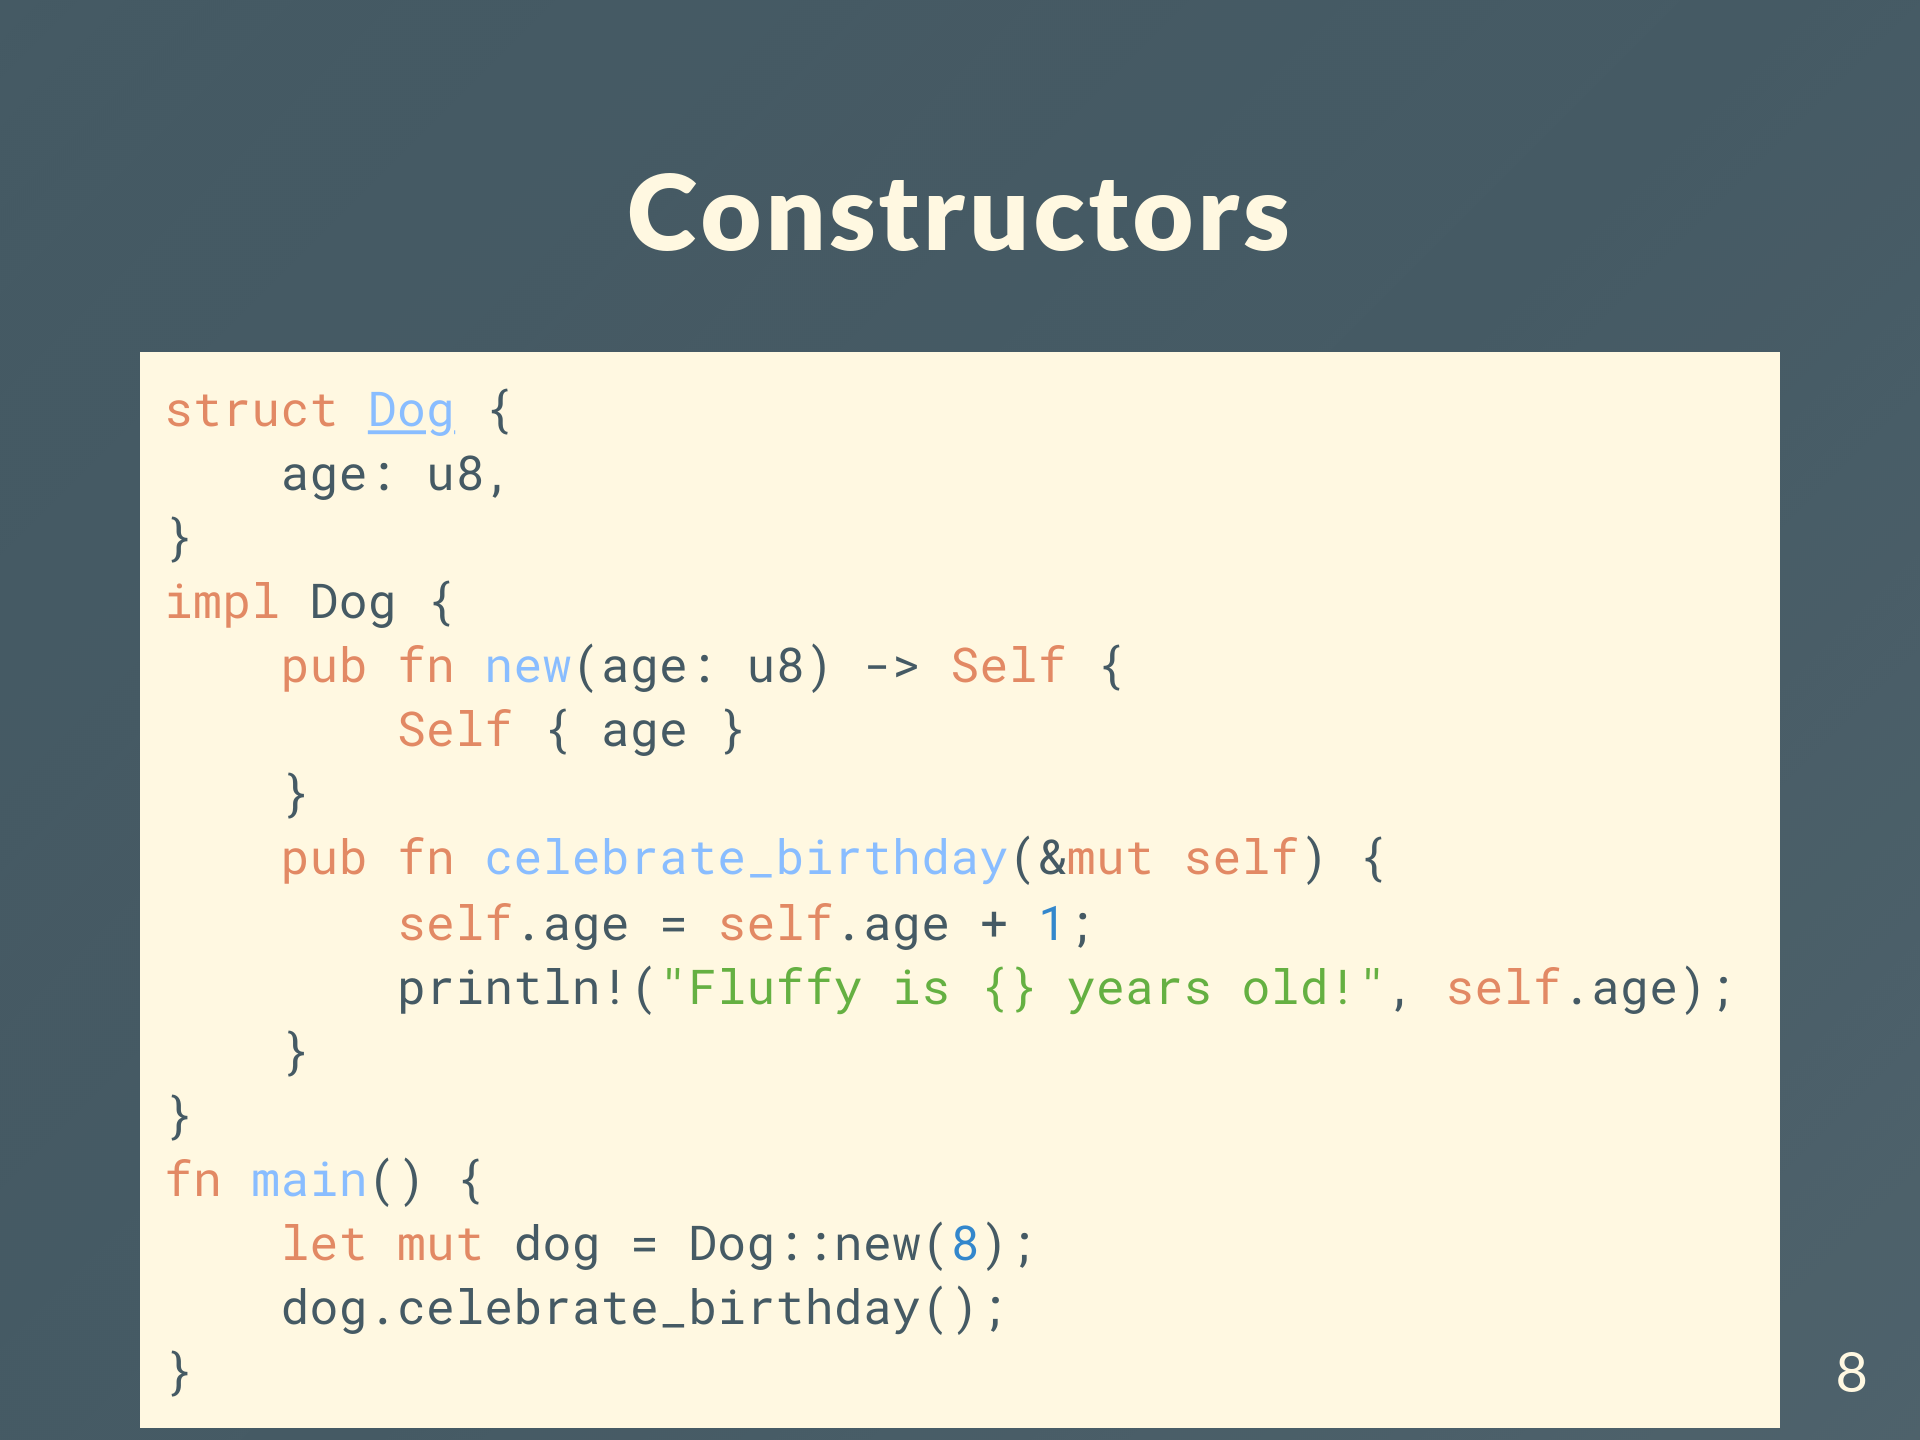 Constructors
struct Dog {
    age: u8,
}
impl Dog {
    pub fn new(age: u8) -> Self {
        Self { age }
    }
    pub fn celebrate_birthday(&mut self) {
        self.age = self.age + 1;
        println!("Fluffy is {} years old!", self.age);
    }
}
fn main() {
    let mut dog = Dog::new(8);
    dog.celebrate_birthday();
}
8